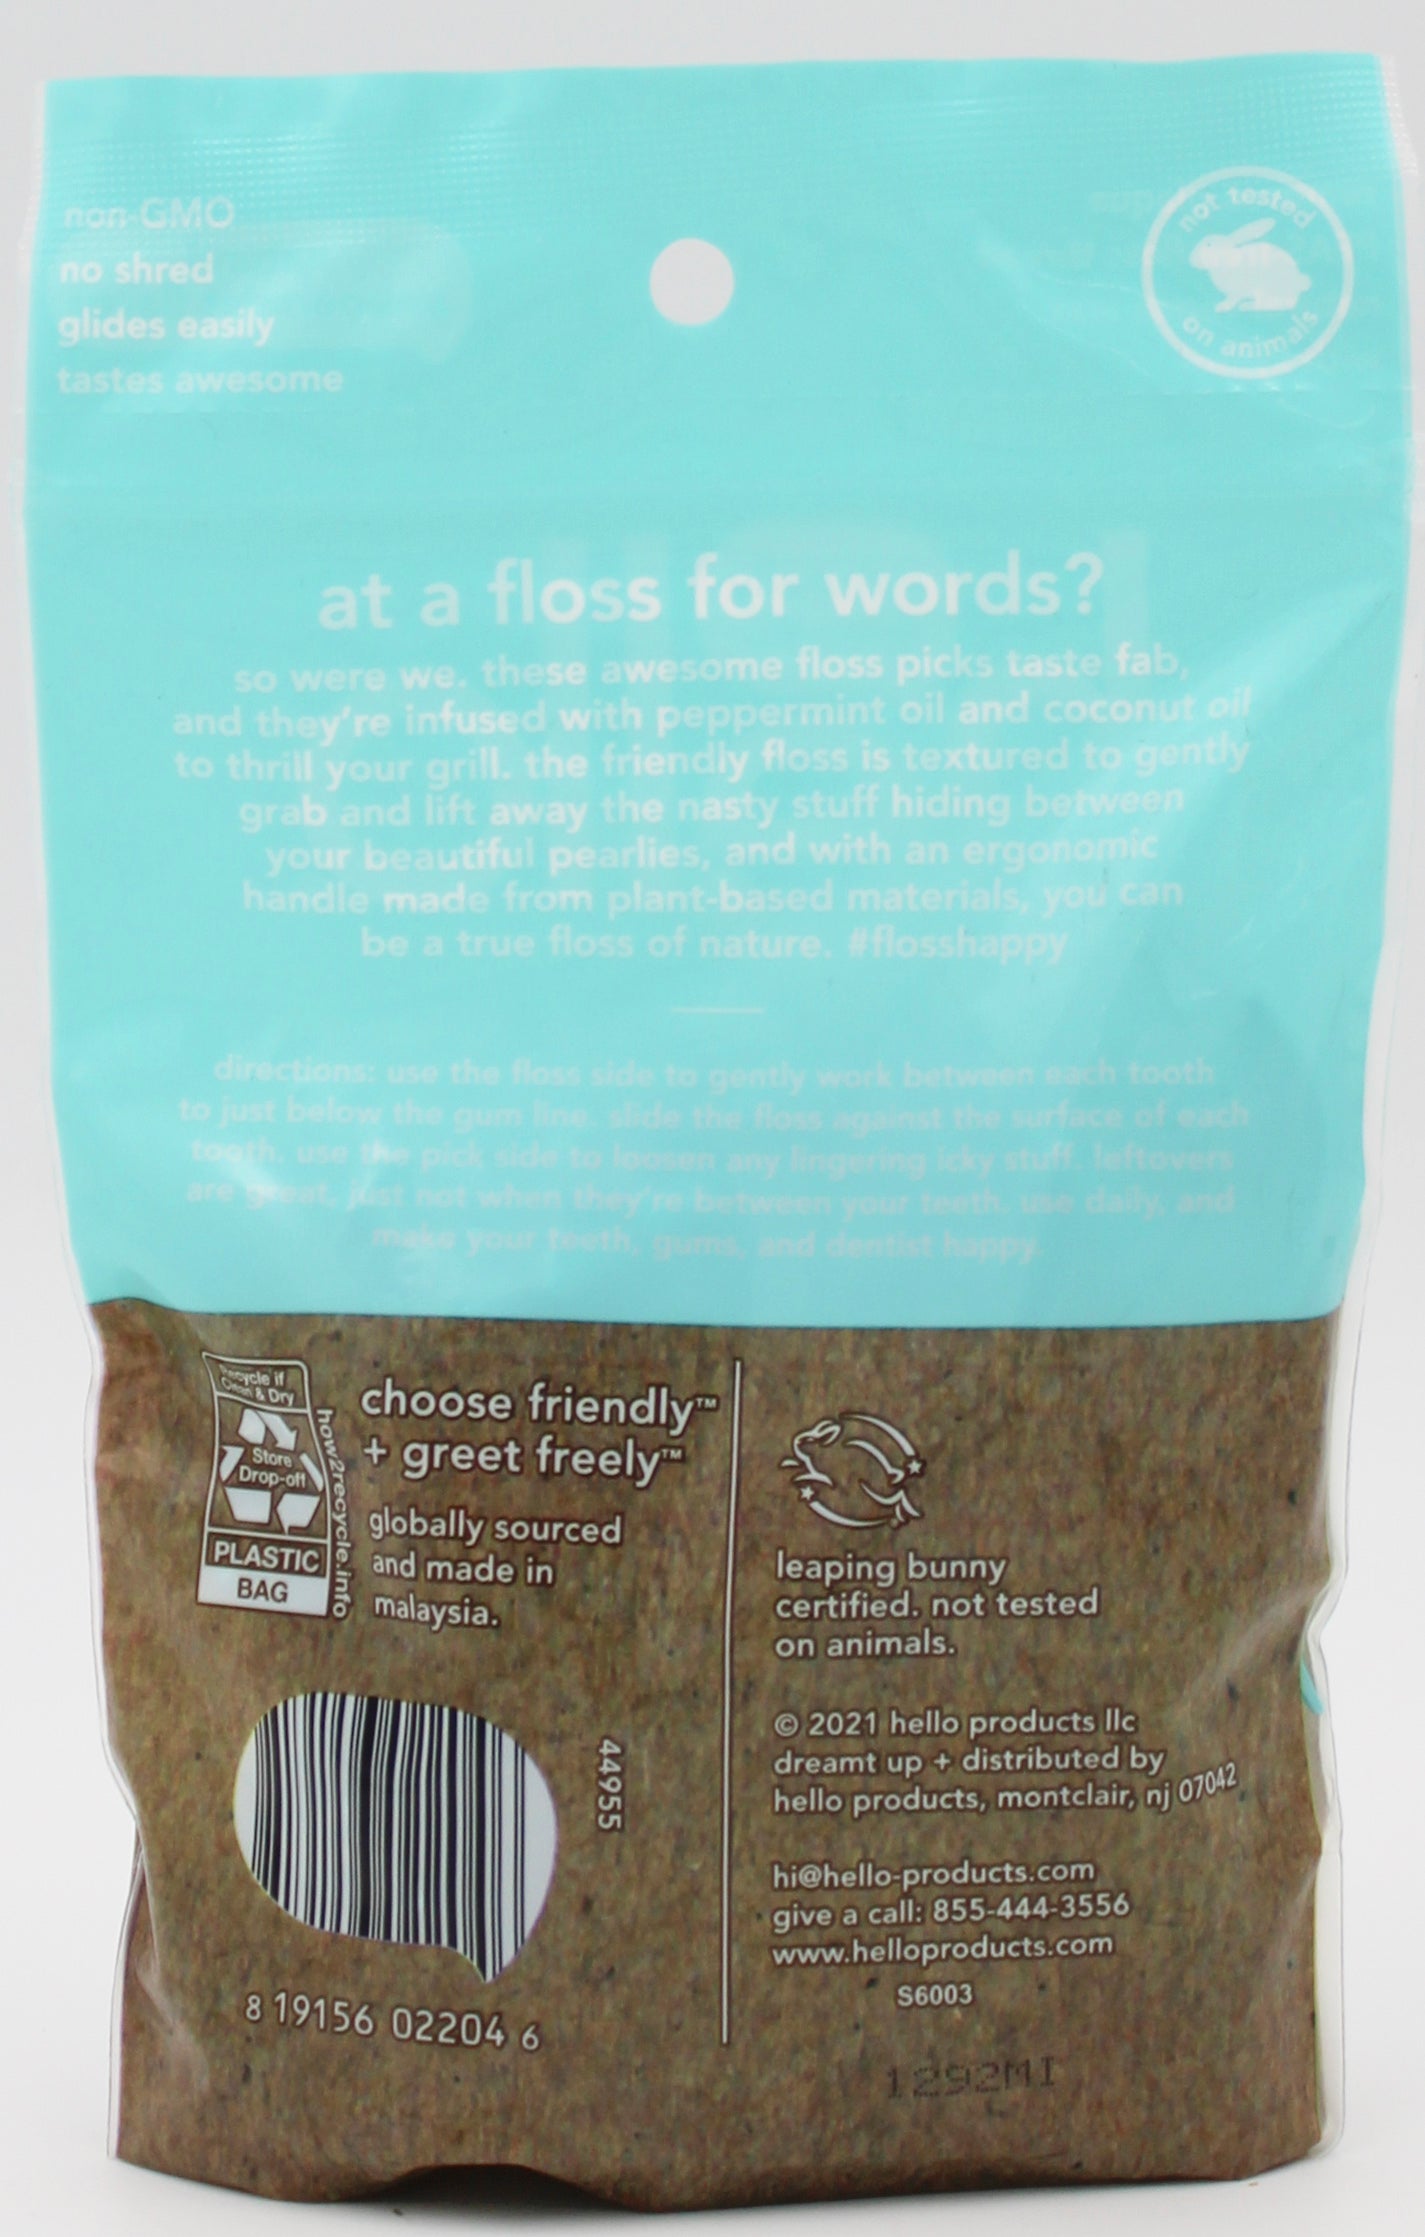 non-GMO
no shred
glides easily
tastes awesome
not tested
on animals
at a floss for words?
so were we. these awesome floss picks taste fab,
and they're infused with peppermint oil and coconut oil
to thrill your grill. the friendly floss is textured to gently
grab and lift away the nasty stuff hiding between
your beautiful pearlies, and with an ergonomic
handle made from plant-based materials, you can
be a true floss of nature. #flosshappy
directions: use the floss side to gently work between each tooth
to just below the gum line. slide the floss against the surface of each
tooth. use the pick side to loosen any lingering icky stuff. leftovers
are great, just not when they're between your teeth. use daily, and
make your teeth, gums, and dentist happy.
Recycle if
Clean & Dry
Store
Drop-off
PLASTIC
BAG
how2recycle.info
choose friendly™
+ greet freely™
globally sourced
and made in
malaysia.
44955
8 19156 02204 6
leaping bunny
certified. not tested
on animals.
© 2021 hello products llc
dreamt up + distributed by
hello products, montclair, nj 07042
hi@hello-products.com
give a call: 855-444-3556
www.helloproducts.com
S6003
1292MI